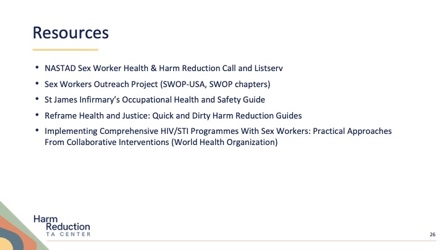 Resources
• NASTAD Sex Worker Health & Harm Reduction Call and Listserv
• Sex Workers Outreach Project (SWOP-USA, SWOP chapters)
• St James Infirmary's Occupational Health and Safety Guide
• Reframe Health and Justice: Quick and Dirty Harm Reduction Guides
• Implementing Comprehensive HIV/STI Programmes With Sex Workers: Practical Approaches
From Collaborative Interventions (World Health Organization)
Harm
Reduction
TA CENTER
26